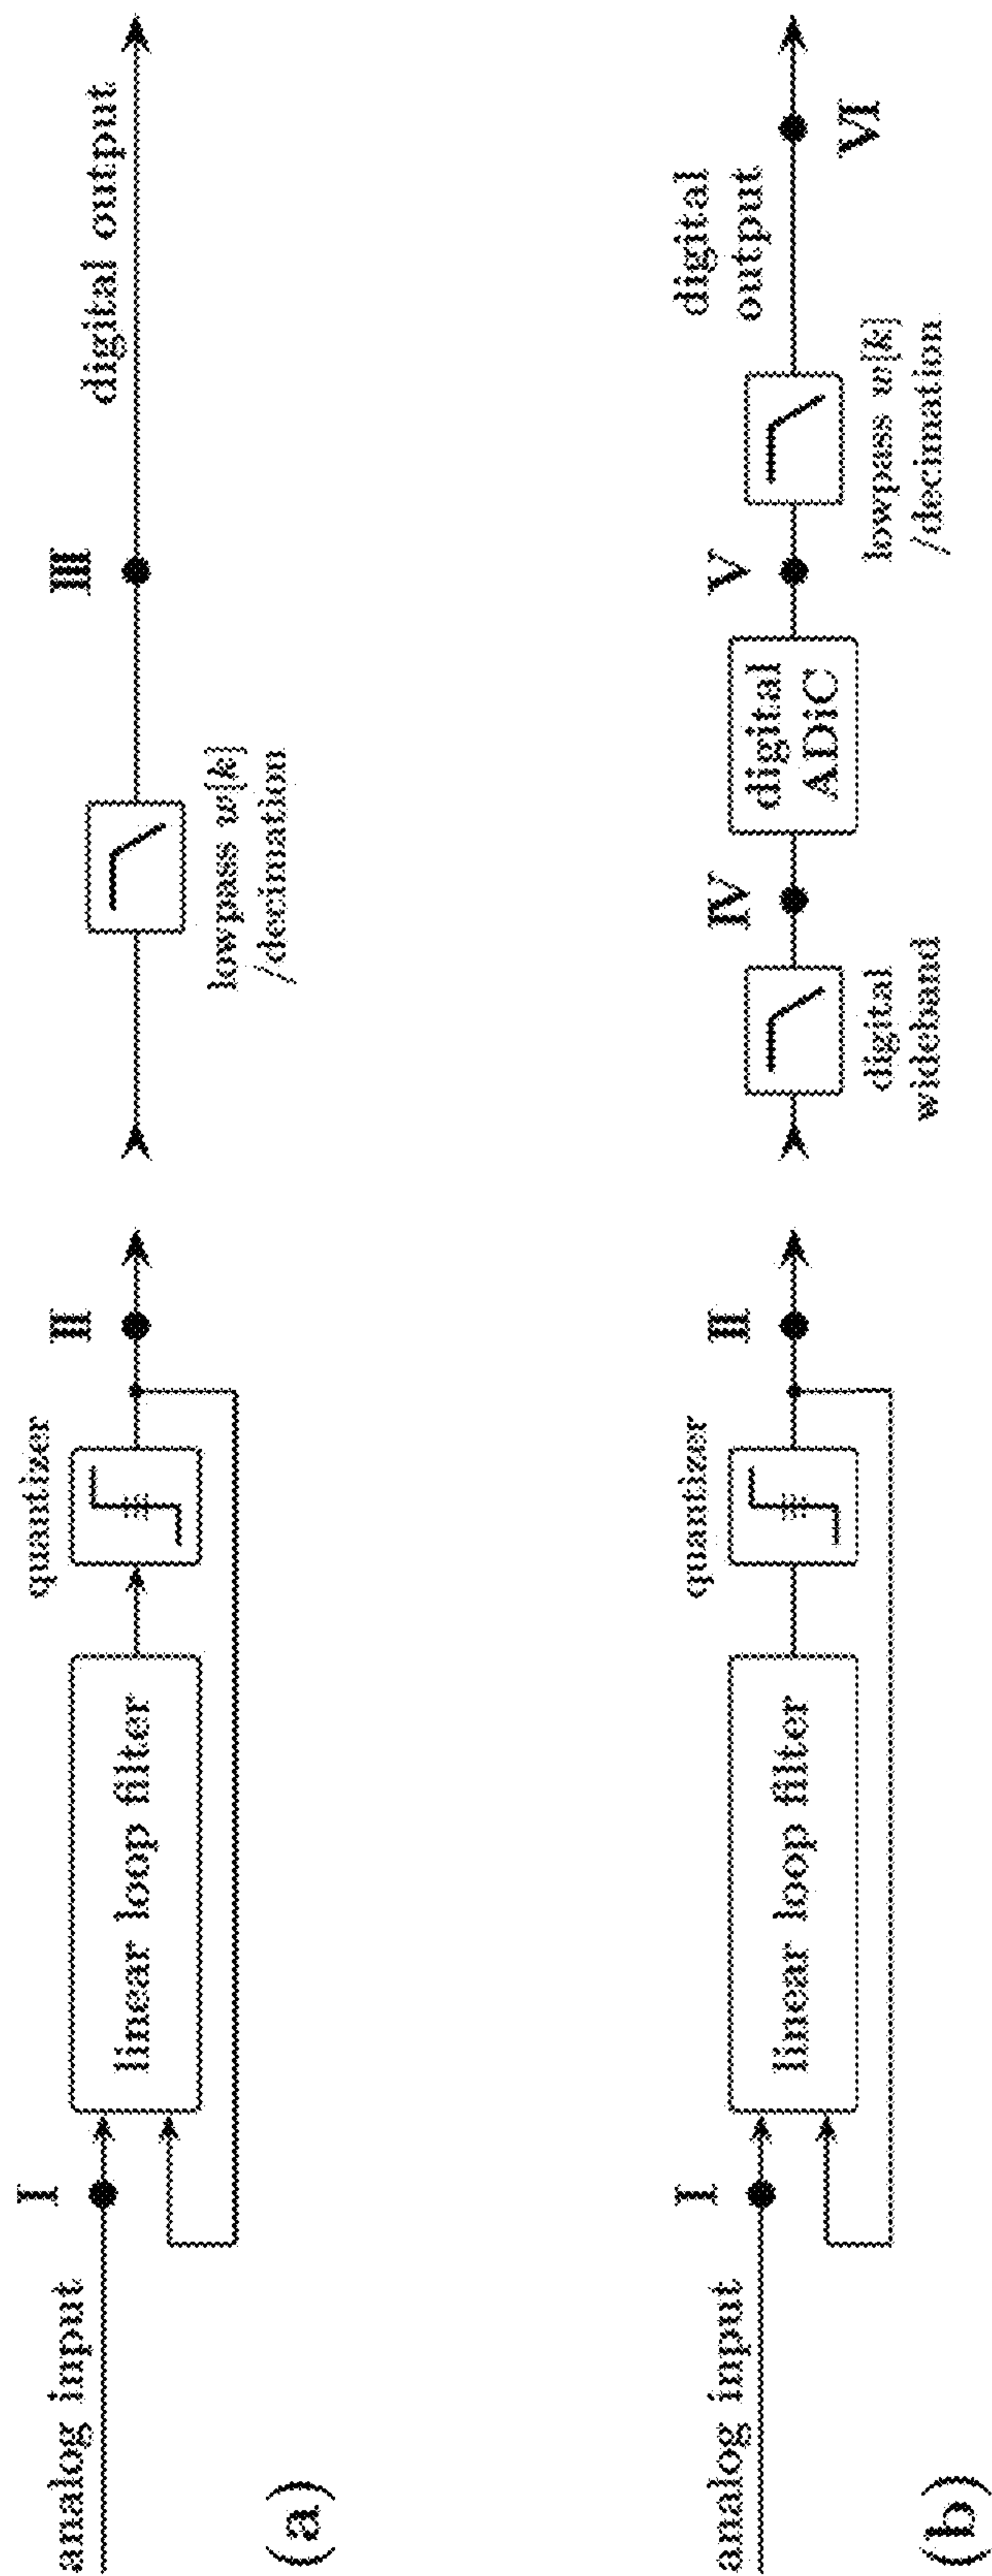 analog input
I
linear loop filter
quantizer
II
lowpass w[k]
/decimation
III
digital output
(a)
analog input
I
linear loop filter
quantizer
II
digital
wideband
IV
digital
ADiC
V
lowpass w[k]
/decimation
digital
output
VI
(b)